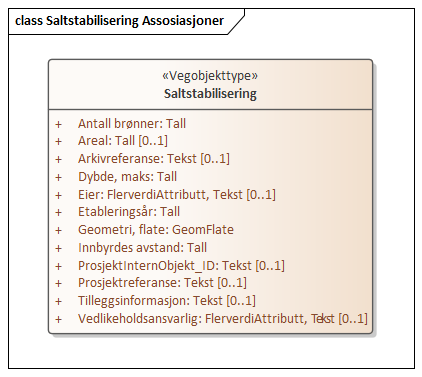 class Saltstabilisering Assosiasjoner
«Vegobjekttype»
Saltstabilisering
+ Antall brønner: Tall
+ Areal: Tall [0..1]
+ Arkivreferanse: Tekst [0..1]
+ Dybde, maks: Tall
+ Eier: FlerverdiAttributt, Tekst [0..1]
+ Etableringsår: Tall
+ Geometri, flate: GeomFlate
+ Innbyrdes avstand: Tall
+ ProsjektInternObjekt_ID: Tekst [0..1]
+ Prosjektreferanse: Tekst [0..1]
+ Tilleggsinformasjon: Tekst [0..1]
+ Vedlikeholdsansvarlig: FlerverdiAttributt, Tekst [0..1]